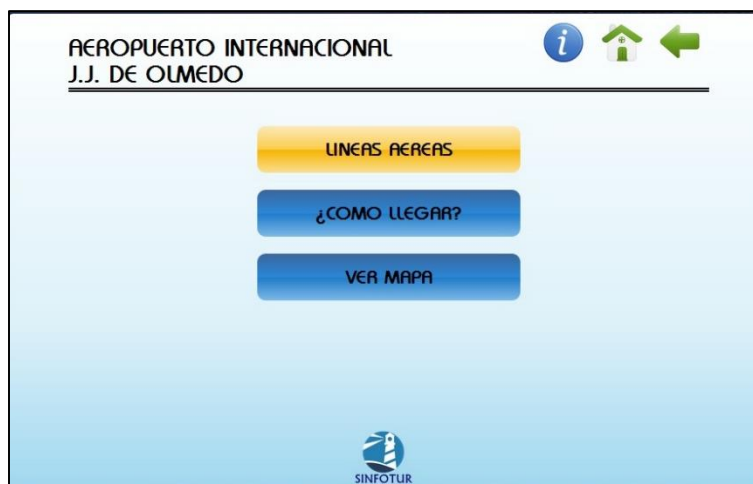 AEROPUERTO INTERNACIONAL
J.J. DE OLMEDO
LINEAS AEREAS
¿COMO LLEGAR?
VER MAPA
SINFOTUR